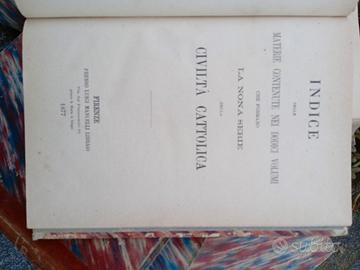 INDICE
DELLE
MATERIE CONTENUTE NEI DODICI VOLUMI
CHE FORMANO
LA NONA SERIE
DELLA
CIVILTÀ CATTOLICA
FIRENZE
PRESSO LUIGI MANUELLI LIBRAIO
1877
subito